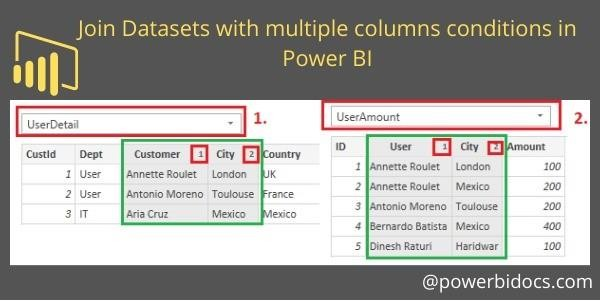 Join Datasets with multiple columns conditions in
Power BI
UserDetail 1.
CustId Dept Customer 1 City 2 Country
1 User Annette Roulet London UK
2 User Antonio Moreno Toulouse France
3 IT Aria Cruz Mexico Mexico
UserAmount 2.
ID User 1 City 2 Amount
1 Annette Roulet London 100
2 Annette Roulet Mexico 200
3 Antonio Moreno Toulouse 200
4 Bernardo Batista Mexico 400
5 Dinesh Raturi Haridwar 100
@powerbidocs.com